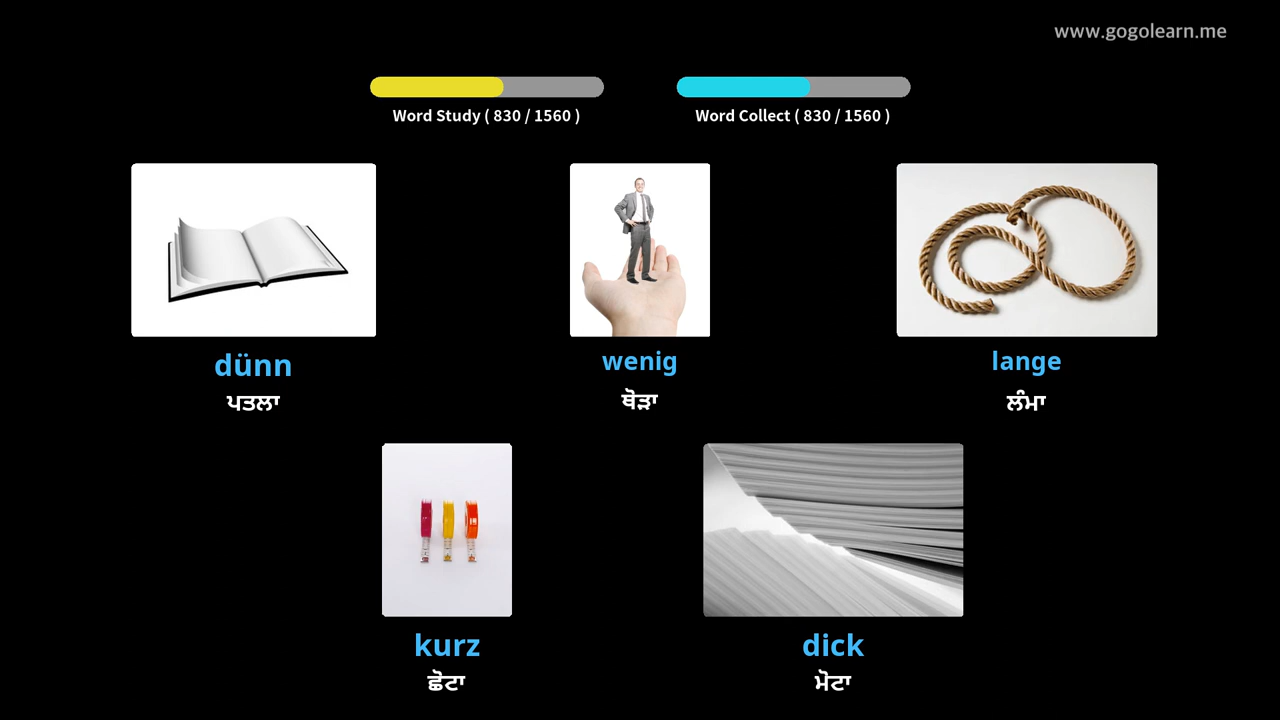 www.gogolearn.me
Word Study ( 830 / 1560 )
Word Collect ( 830 / 1560 )
dünn
ਪਤਲਾ
wenig
ਥੋੜਾ
lange
ਲੰਮਾ
kurz
ਛੋਟਾ
dick
ਮੋਟਾ